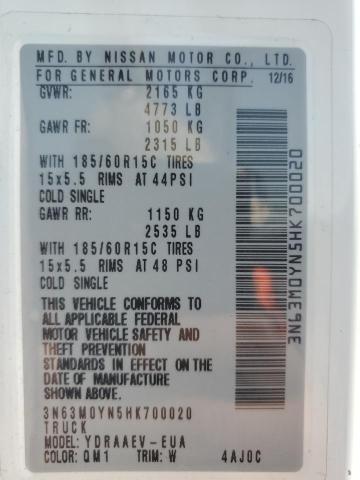 MFD. BY NISSAN MOTOR CO., LTD.
FOR GENERAL MOTORS CORP. 12/16
GVWR: 2165 KG
4773 LB
GAWR FR: 1050 KG
2315 LB
WITH 185/60R15C TIRES
15x5.5 RIMS AT 44PSI
COLD SINGLE
GAWR RR: 1150 KG
2535 LB
WITH 185/60R15C TIRES
15x5.5 RIMS AT 48 PSI
COLD SINGLE
THIS VEHICLE CONFORMS TO
ALL APPLICABLE FEDERAL
MOTOR VEHICLE SAFETY AND
THEFT PREVENTION
STANDARDS IN EFFECT ON THE
DATE OF MANUFACTURE
SHOWN ABOVE.
3N63M0YN5HK700020
TRUCK
MODEL: YDRAAEV-EUA
COLOR: QM1 TRIM: W 4AJ0C
3N63M0YN5HK700020